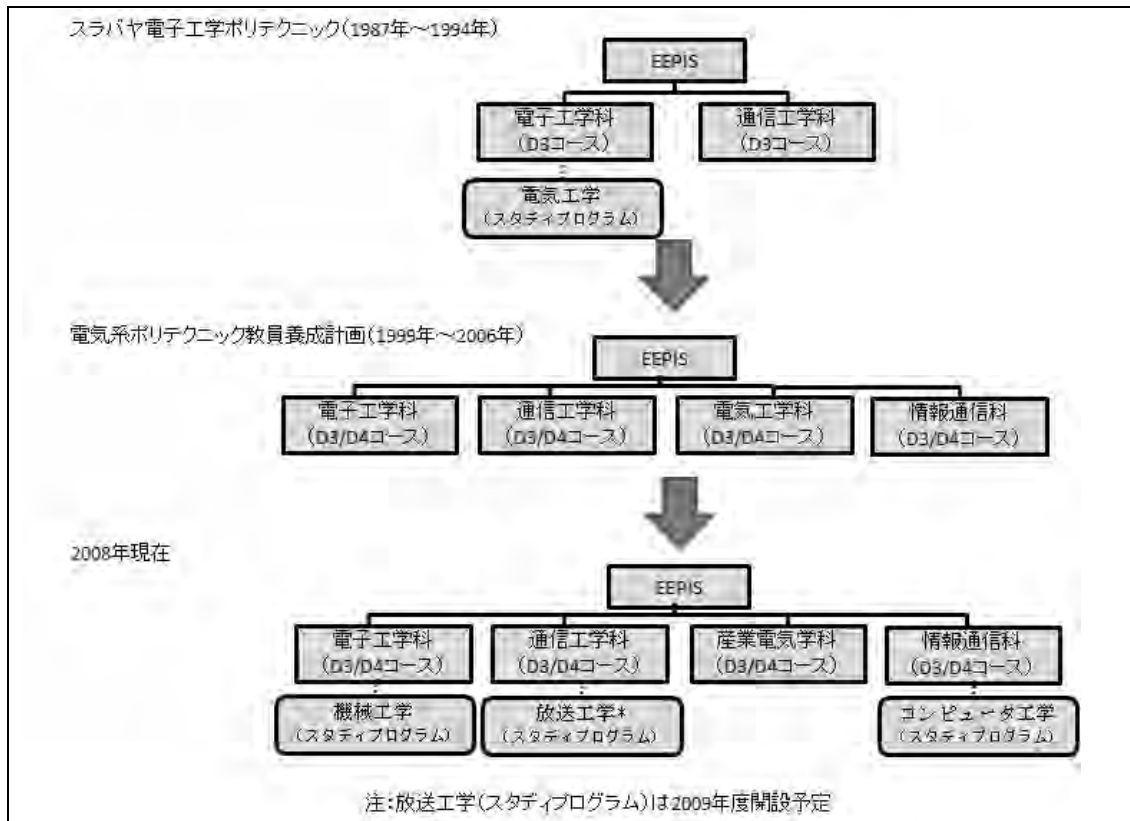 スラバヤ電子工学ポリテクニック(1987年～1994年)
EEPIS
電子工学科
(D3コース)
通信工学科
(D3コース)
電気工学
(スタディプログラム)
電気系ポリテクニック教員養成計画(1999年～2006年)
EEPIS
電子工学科
(D3/D4コース)
通信工学科
(D3/D4コース)
電気工学科
(D3/D4コース)
情報通信科
(D3/D4コース)
2008年現在
EEPIS
電子工学科
(D3/D4コース)
通信工学科
(D3/D4コース)
産業電気学科
(D3/D4コース)
情報通信科
(D3/D4コース)
機械工学
(スタディプログラム)
放送工学*
(スタディプログラム)
コンピュータ工学
(スタディプログラム)
注:放送工学(スタディプログラム)は2009年度開設予定